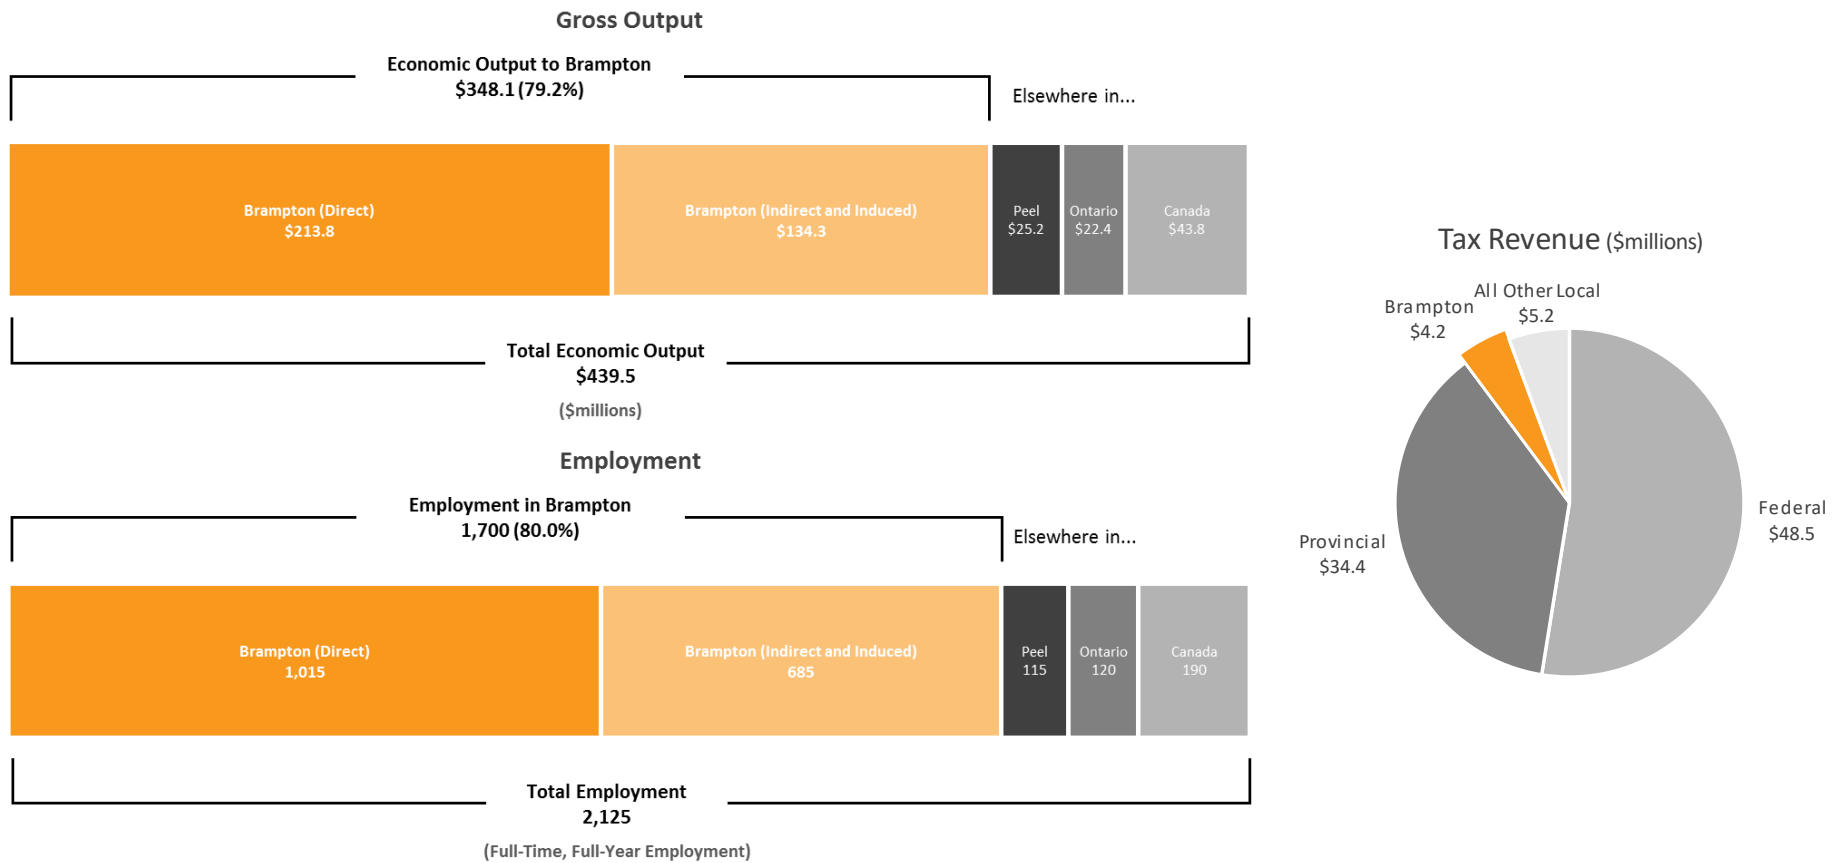 Gross Output
Economic Output to Brampton
$348.1 (79.2%)
Elsewhere in...
Brampton (Direct)
$213.8
Brampton (Indirect and Induced)
$134.3
Peel
$25.2
Ontario
$22.4
Canada
$43.8
Total Economic Output
$439.5
($millions)
Employment
Employment in Brampton
1,700 (80.0%)
Elsewhere in...
Brampton (Direct)
1,015
Brampton (Indirect and Induced)
685
Peel
115
Ontario
120
Canada
190
Total Employment
2,125
(Full-Time, Full-Year Employment)
Tax Revenue ($millions)
All Other Local
$5.2
Brampton
$4.2
Federal
$48.5
Provincial
$34.4